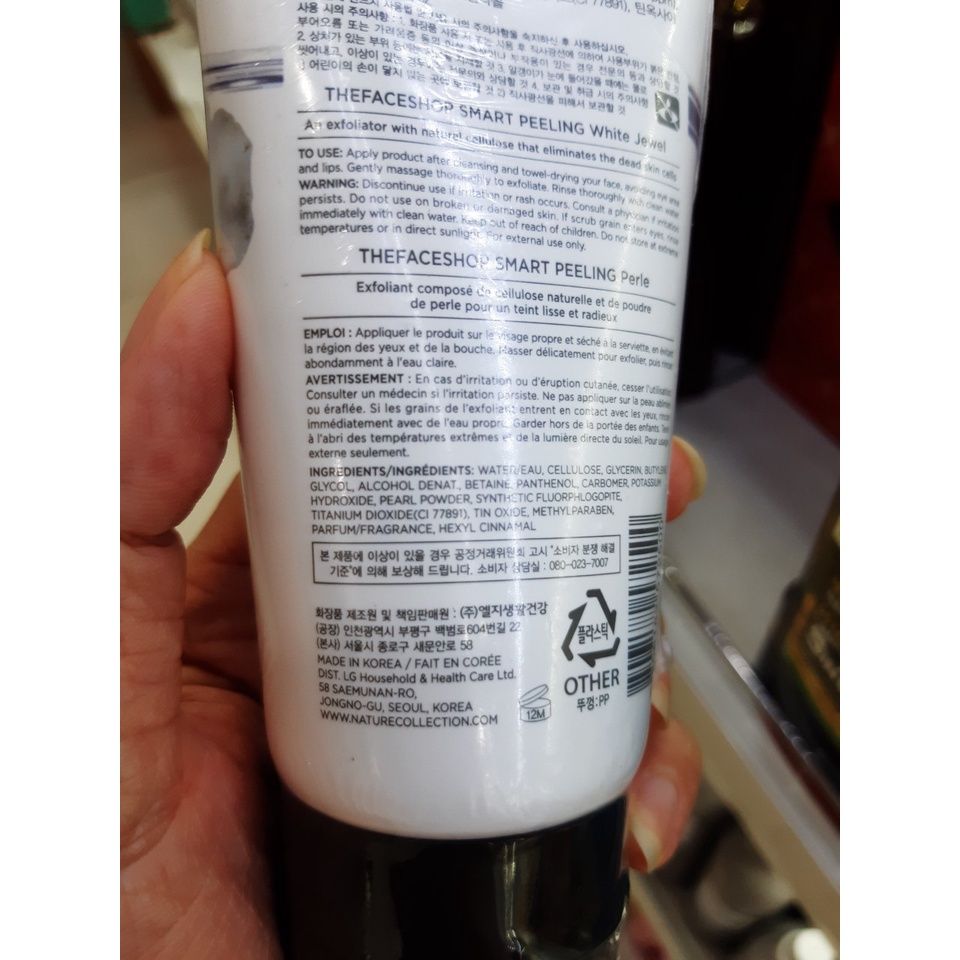 사용 시의 주의사항 : 1. 화장품 사용
THEFACESHOP SMART PEELING White Jewel
An exfoliator with naturel cellulose that eliminates the dead skin cells
TO USE: Apply product after cleansing and towel-drying your face, avoiding eye
and lips. Gently massage thoroughly to exfoliate. Rinse thoroughly with clean water.
WARNING: Discontinue use if irritation or rash occurs. Consult a physician if irritation
persists. Do not use on broken or damaged skin. If scrub grain enters eyes, rinse
immediately with clean water. Keep out of reach of children. Do not store at extreme
temperatures or in direct sunlight. For external use only.
THEFACESHOP SMART PEELING Perle
Exfoliant composé de cellulose naturelle et de poudre
de perle pour un teint lisse et radieux
EMPLOI : Appliquer le produit sur le visage propre et séché à la serviette, en évitant
la région des yeux et de la bouche. Masser délicatement pour exfolier, puis rincer
abondamment à l'eau claire.
AVERTISSEMENT : En cas d'irritation ou d'éruption cutanée, cesser l'utilisation.
Consulter un médecin si l'irritation persiste. Ne pas appliquer sur la peau
ou éraflée. Si les grains de l'exfoliant entrent en contact avec les yeux, rincer
immédiatement avec de l'eau propre. Garder hors de la portée des enfants.
à l'abri des températures extrêmes et de la lumière directe du soleil. Pour usage
externe seulement.
INGREDIENTS/INGRÉDIENTS: WATER/EAU, CELLULOSE, GLYCERIN, BUTYLENE
GLYCOL, ALCOHOL DENAT., BETAINE, PANTHENOL, CARBOMER, POTASSIUM
HYDROXIDE, PEARL POWDER, SYNTHETIC FLUORPHLOGOPITE,
TITANIUM DIOXIDE(CI 77891), TIN OXIDE, METHYLPARABEN,
PARFUM/FRAGRANCE, HEXYL CINNAMAL
본 제품에 이상이 있을 경우 공정거래위원회 고시 "소비자 분쟁 해결
기준"에 의해 보상해 드립니다. 소비자 상담실 : 080-023-7007
화장품 제조원 및 책임판매원 : (주)엘지생활건강
(공장) 인천광역시 부평구 백범로604번길 22
(본사) 서울시 종로구 새문안로 58
MADE IN KOREA / FAIT EN CORÉE
DIST. LG Household & Health Care Ltd.
58 SAEMUNAN-RO,
JONGNO-GU, SEOUL, KOREA
WWW.NATURECOLLECTION.COM
12M
플라스틱
OTHER
뚜껑:PP